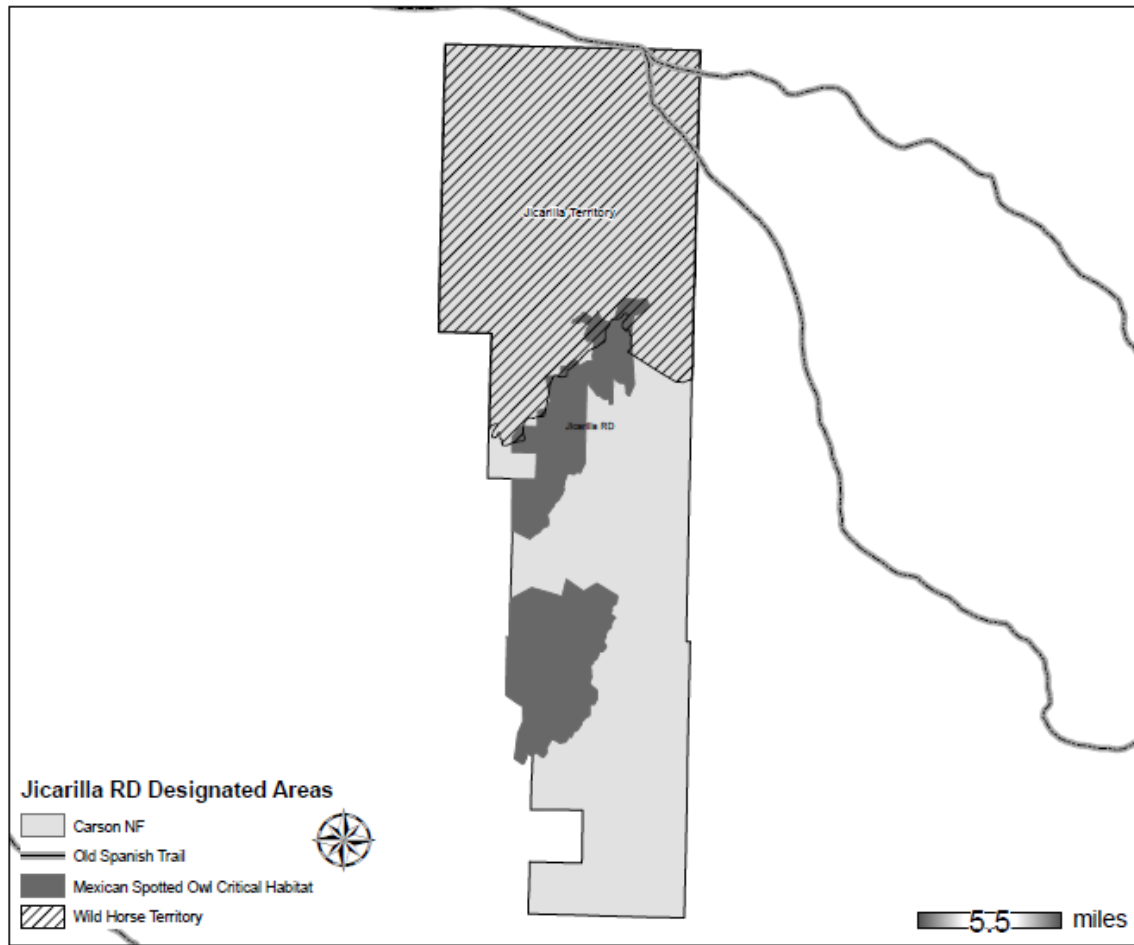 Jicarilla Territory
Jicarilla RD
Jicarilla RD Designated Areas
Carson NF
Old Spanish Trail
Mexican Spotted Owl Critical Habitat
Wild Horse Territory
5.5 miles